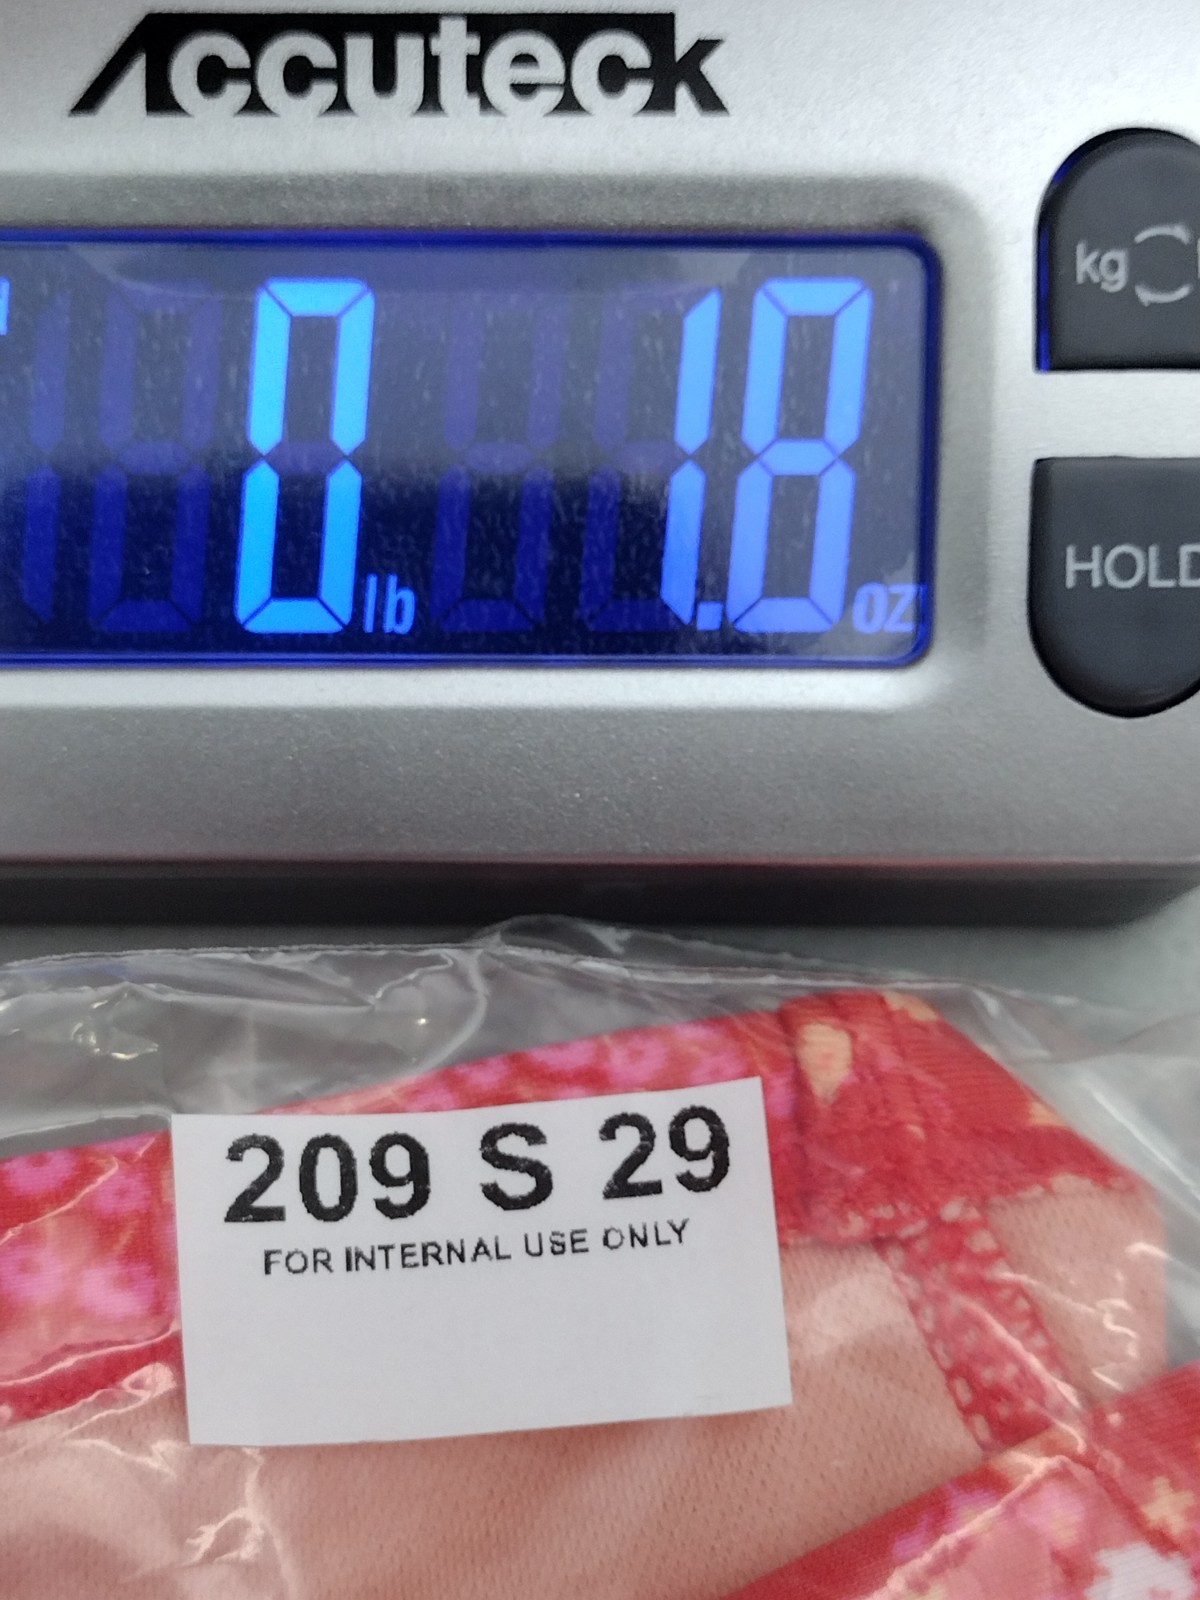 Accuteck
kg
0 lb 1.8 oz
HOLD
209 S 29
FOR INTERNAL USE ONLY